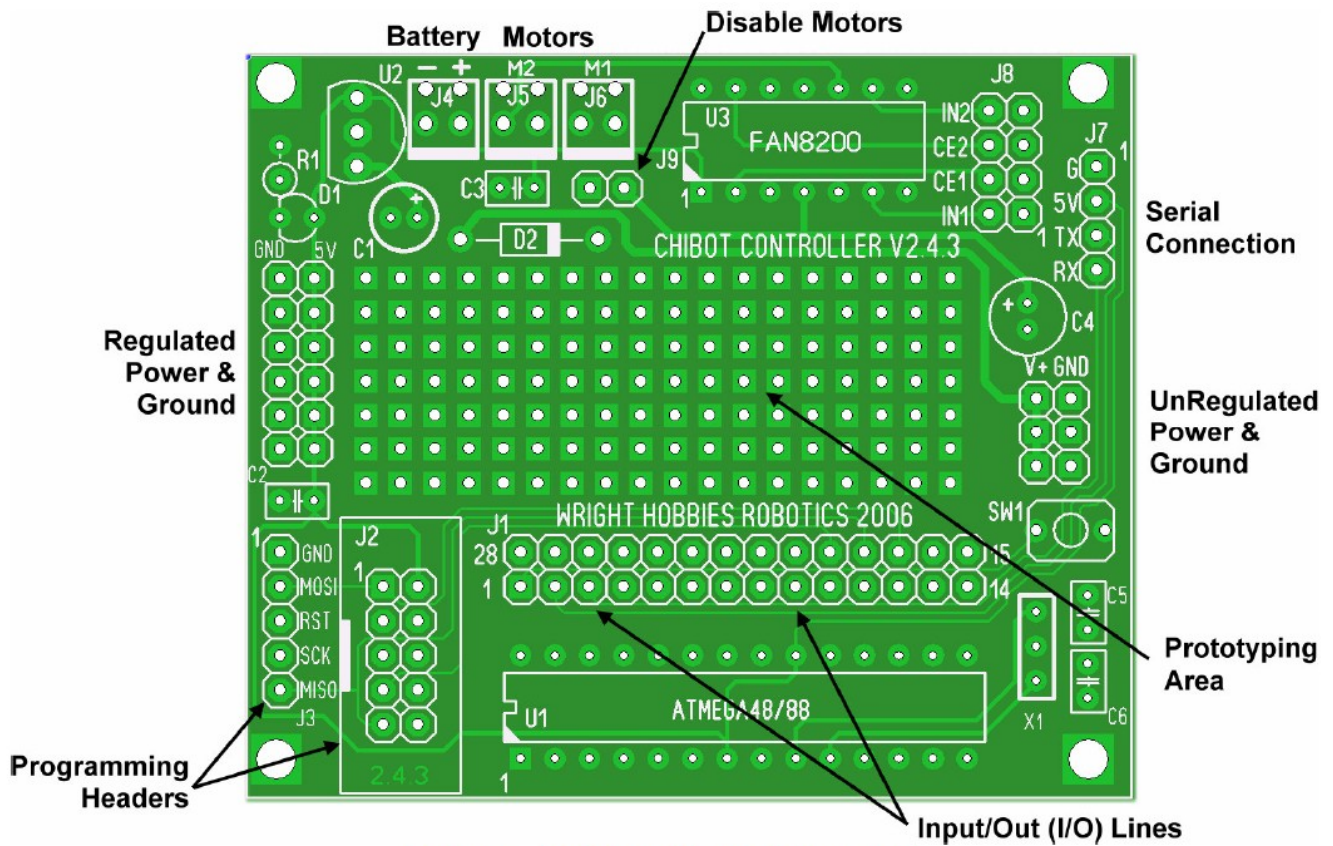 Disable Motors
Battery Motors
− + M2 M1
U2 J4 J5 J6
J8
U3
FAN8200
IN2
CE2
CE1
IN1
1
J7
1
G
5V
TX
RX
Serial
Connection
R1
D1
J9
1
C3
+
C1
D2
GND 5V
CHIBOT CONTROLLER V2.4.3
+
C4
Regulated
Power &
Ground
V+ GND
UnRegulated
Power &
Ground
C2
WRIGHT HOBBIES ROBOTICS 2006
SW1
J1
28 15
1 14
1
GND
MOSI
RST
SCK
MISO
J3
J2
1
2.4.3
C5
C6
X1
U1
ATMEGA48/88
1
Prototyping
Area
Programming
Headers
Input/Out (I/O) Lines